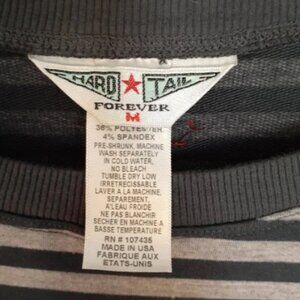 HARD ★ TAIL
FOREVER
M
36% POLYESTER
4% SPANDEX
PRE-SHRUNK, MACHINE
WASH SEPARATELY
IN COLD WATER,
NO BLEACH
TUMBLE DRY LOW
IRRETRECISSABLE
LAVER A LA MACHINE.
SEPAREMENT,
A L'EAU FROIDE
NE PAS BLANCHIR
SECHER EN MACHINE A
BASSE TEMPERATURE
RN # 107435
MADE IN USA
FABRIQUE AUX
ETATS-UNIS